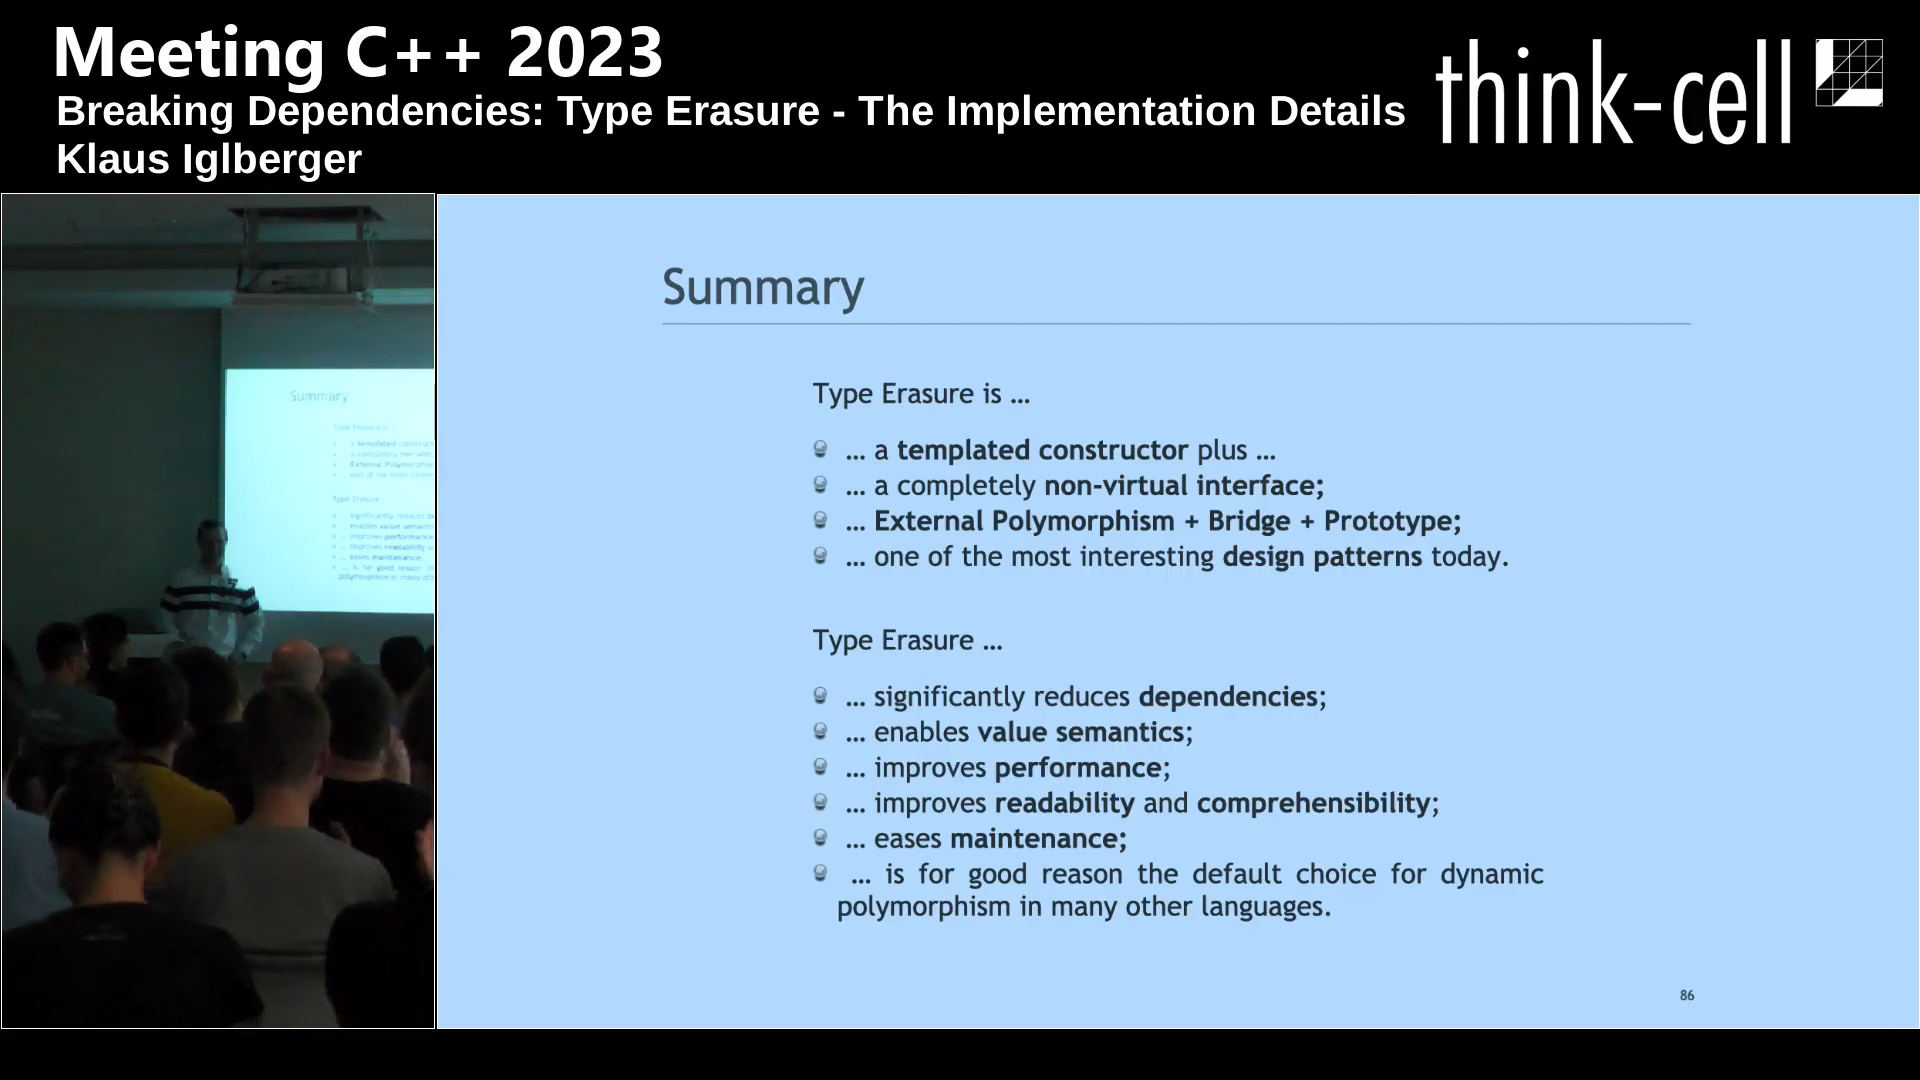 Meeting C++ 2023
Breaking Dependencies: Type Erasure - The Implementation Details
Klaus Iglberger
think-cell
Summary
Type Erasure is …
… a templated constructor plus …
… a completely non-virtual interface;
… External Polymorphism + Bridge + Prototype;
… one of the most interesting design patterns today.
Type Erasure …
… significantly reduces dependencies;
… enables value semantics;
… improves performance;
… improves readability and comprehensibility;
… eases maintenance;
… is for good reason the default choice for dynamic
polymorphism in many other languages.
86
Summary